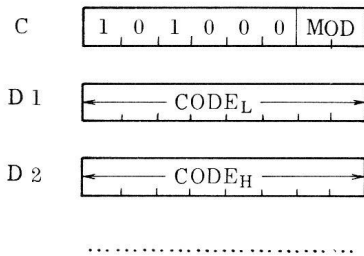 C 1 0 1 0 0 0 MOD
D 1 CODEL
D 2 CODEH
....................